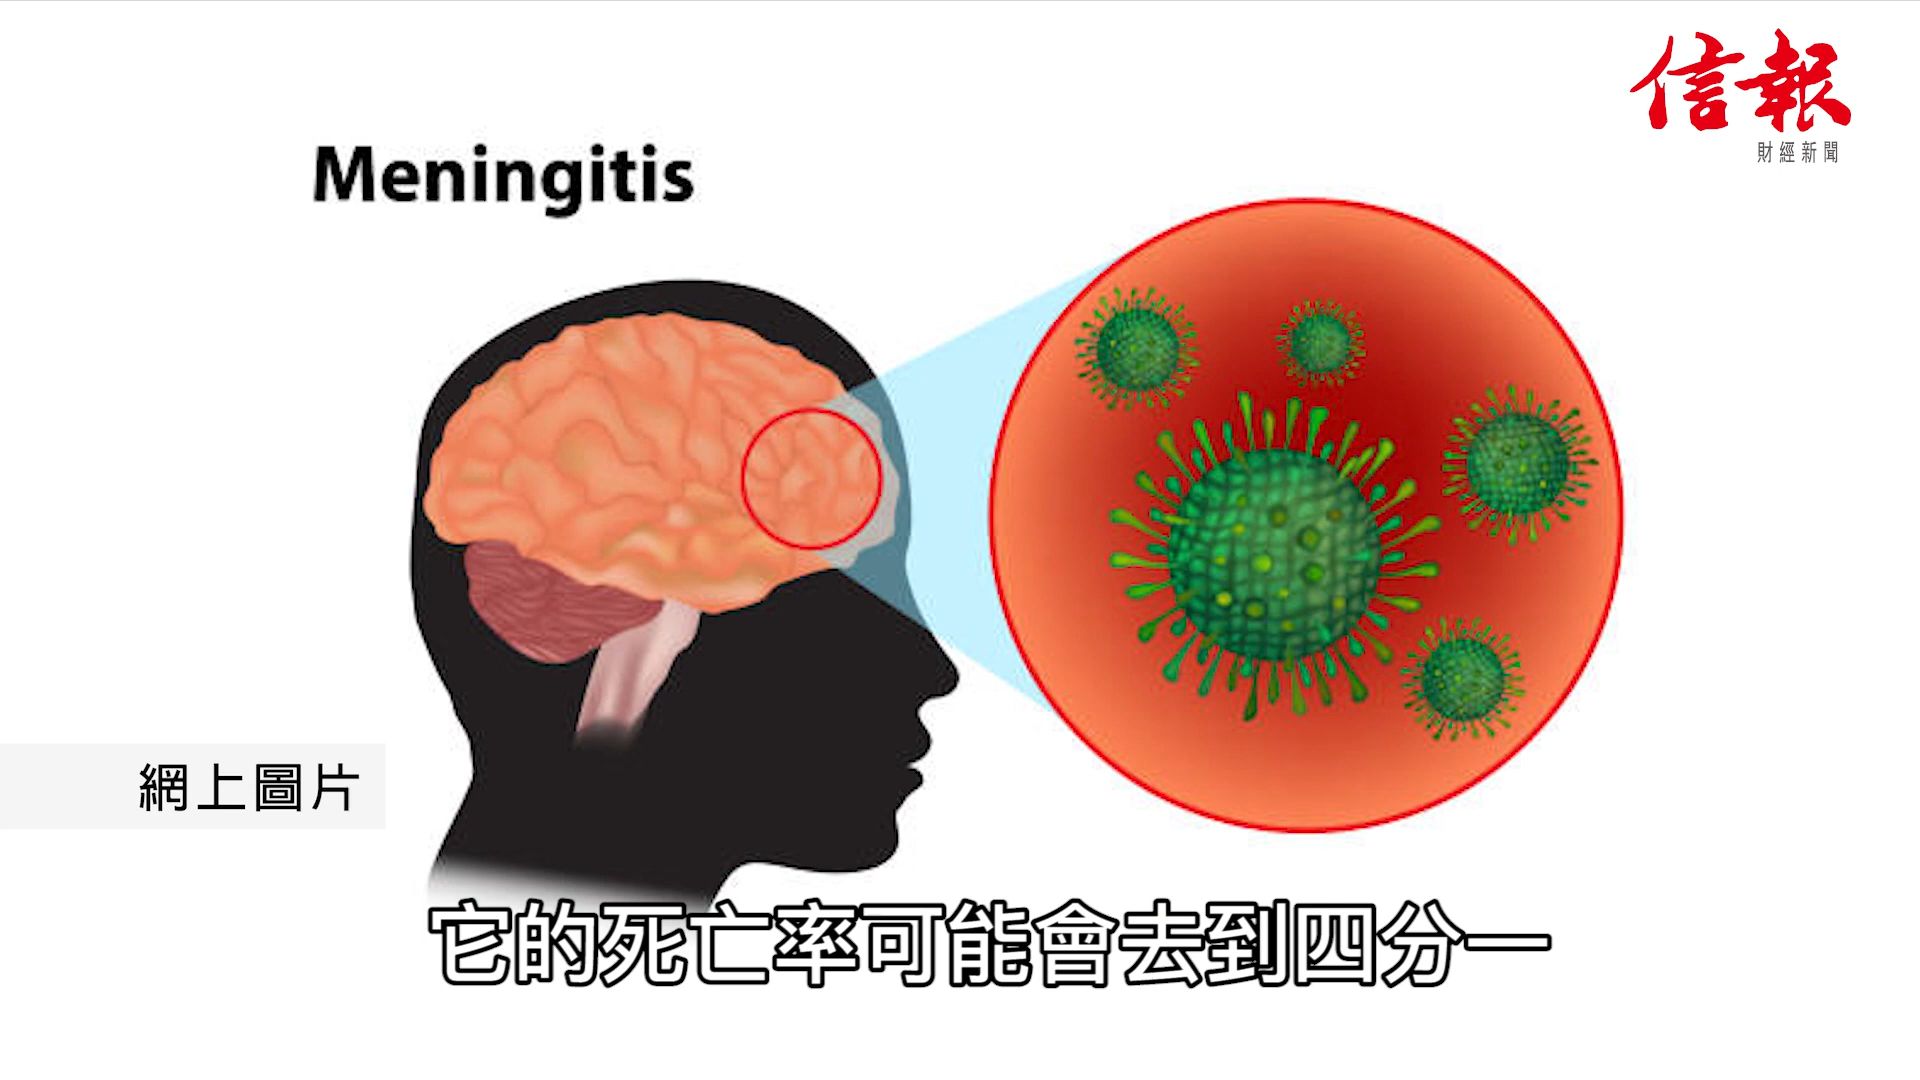 信報
財經新聞
Meningitis
網上圖片
它的死亡率可能會去到四分一